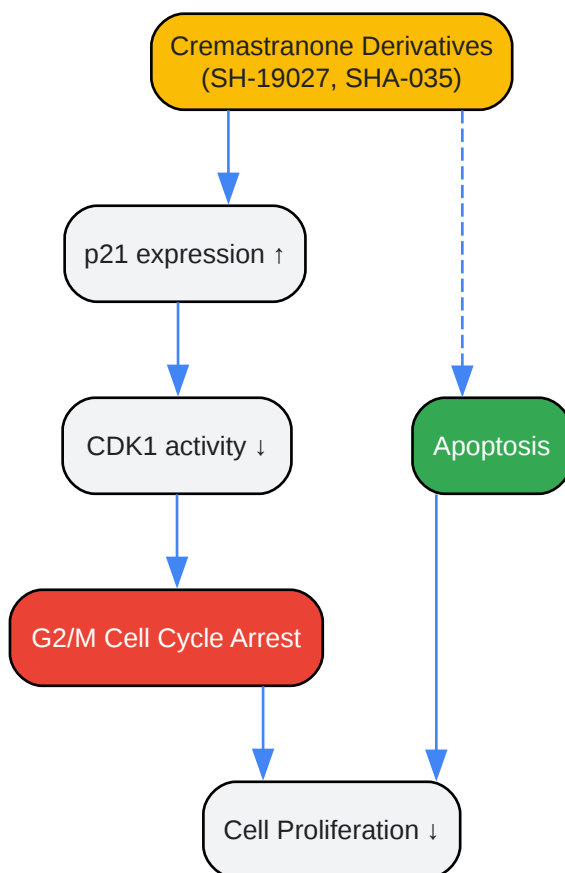 Cremastranone Derivatives
(SH-19027, SHA-035)
p21 expression ↑
CDK1 activity ↓
Apoptosis
G2/M Cell Cycle Arrest
Cell Proliferation ↓